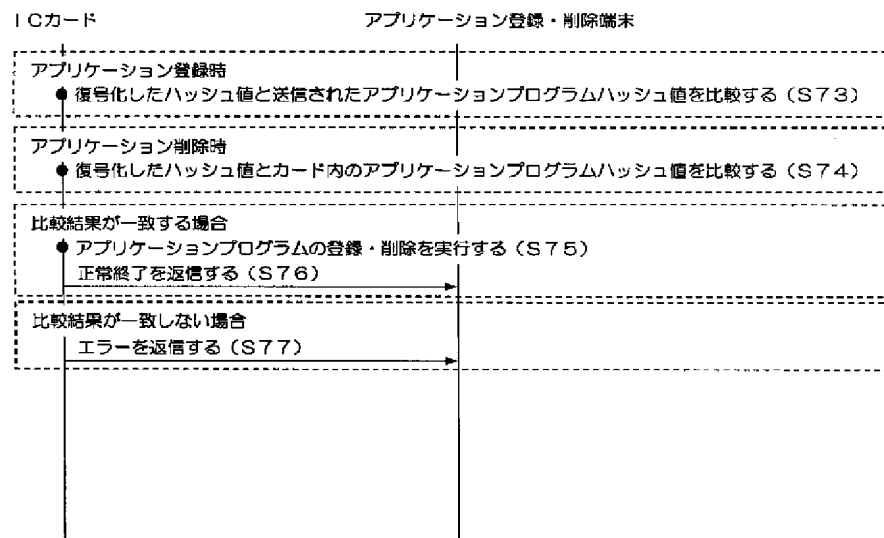 ICカード
アプリケーション登録・削除端末
アプリケーション登録時
復号化したハッシュ値と送信されたアプリケーションプログラムハッシュ値を比較する（S73）
アプリケーション削除時
復号化したハッシュ値とカード内のアプリケーションプログラムハッシュ値を比較する（S74）
比較結果が一致する場合
アプリケーションプログラムの登録・削除を実行する（S75）
正常終了を返信する（S76）
比較結果が一致しない場合
エラーを返信する（S77）